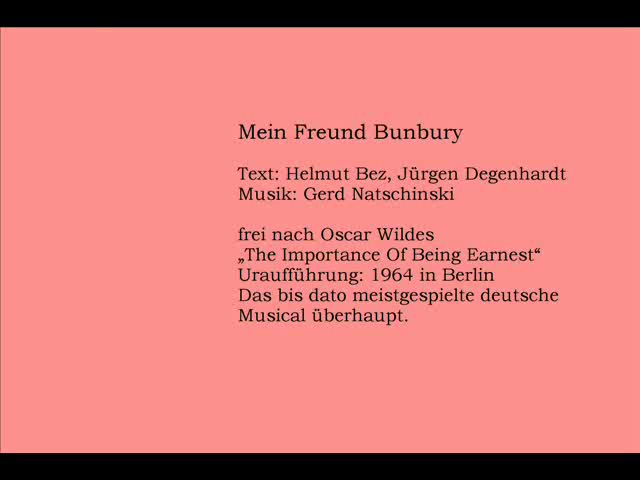 Mein Freund Bunbury
Text: Helmut Bez, Jürgen Degenhardt
Musik: Gerd Natschinski
frei nach Oscar Wildes
„The Importance Of Being Earnest“
Uraufführung: 1964 in Berlin
Das bis dato meistgespielte deutsche
Musical überhaupt.